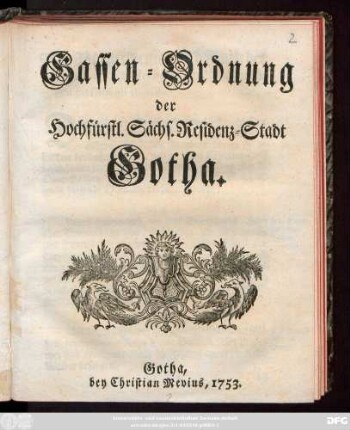 2
Gassen-Ordnung
der
Hochfürstl. Sächs. Residenz-Stadt
Gotha.
Gotha,
bey Christian Mevius, 1753.
DFG